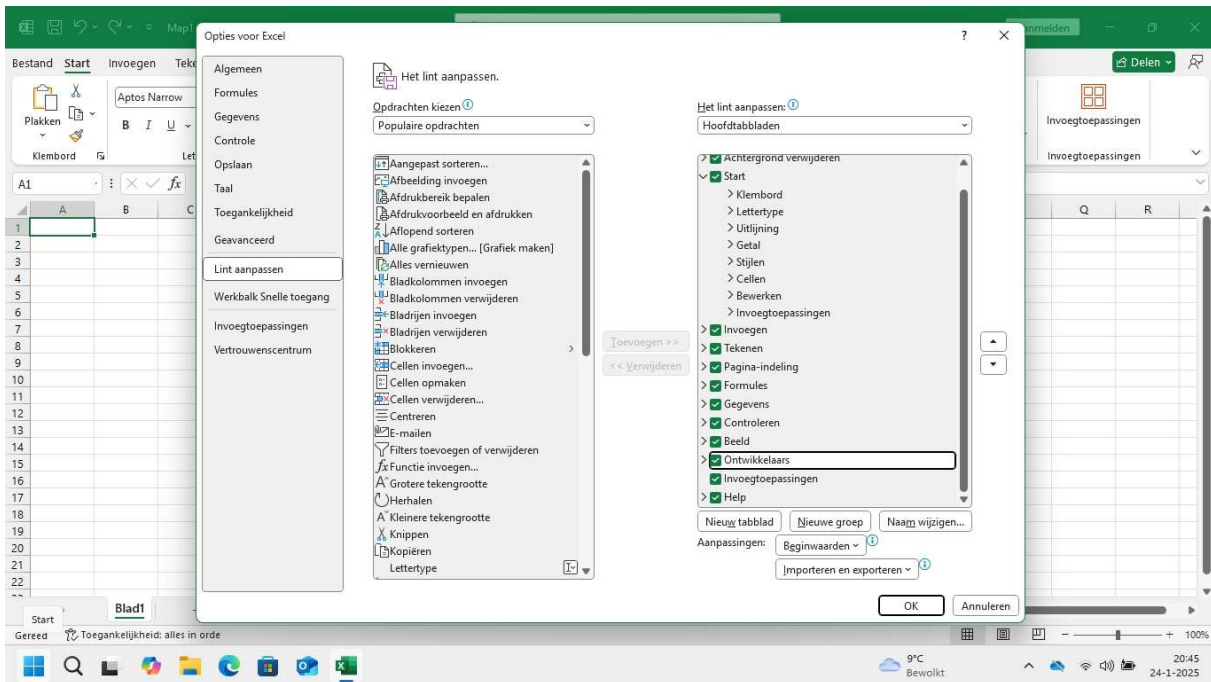 Map1
nmelden
Opties voor Excel
?
Bestand Start Invoegen Teke
Delen
Plakken
Klembord
Aptos Narrow
B I U
Let
Invoegtoepassingen
Invoegtoepassingen
A1
fx
A B C Q R
1
2
3
4
5
6
7
8
9
10
11
12
13
14
15
16
17
18
19
20
21
22
Algemeen
Formules
Gegevens
Controle
Opslaan
Taal
Toegankelijkheid
Geavanceerd
Lint aanpassen
Werkbalk Snelle toegang
Invoegtoepassingen
Vertrouwenscentrum
Het lint aanpassen.
Opdrachten kiezen
Populaire opdrachten
Aangepast sorteren...
Afbeelding invoegen
Afdrukbereik bepalen
Afdrukvoorbeeld en afdrukken
Aflopend sorteren
Alle grafiektypen... [Grafiek maken]
Alles vernieuwen
Bladkolommen invoegen
Bladkolommen verwijderen
Bladrijen invoegen
Bladrijen verwijderen
Blokkeren
Cellen invoegen...
Cellen opmaken
Cellen verwijderen...
Centreren
E-mailen
Filters toevoegen of verwijderen
Functie invoegen...
Grotere tekengrootte
Herhalen
Kleinere tekengrootte
Knippen
Kopiëren
Lettertype
Toevoegen >>
<< Verwijderen
Het lint aanpassen:
Hoofdtabbladen
Achtergrond verwijderen
Start
Klembord
Lettertype
Uitlijning
Getal
Stijlen
Cellen
Bewerken
Invoegtoepassingen
Invoegen
Tekenen
Pagina-indeling
Formules
Gegevens
Controleren
Beeld
Ontwikkelaars
Invoegtoepassingen
Help
Nieuw tabblad Nieuwe groep Naam wijzigen...
Aanpassingen: Beginwaarden
Importeren en exporteren
OK Annuleren
Blad1
Start
Gereed Toegankelijkheid: alles in orde
100%
9°C
Bewolkt
20:45
24-1-2025